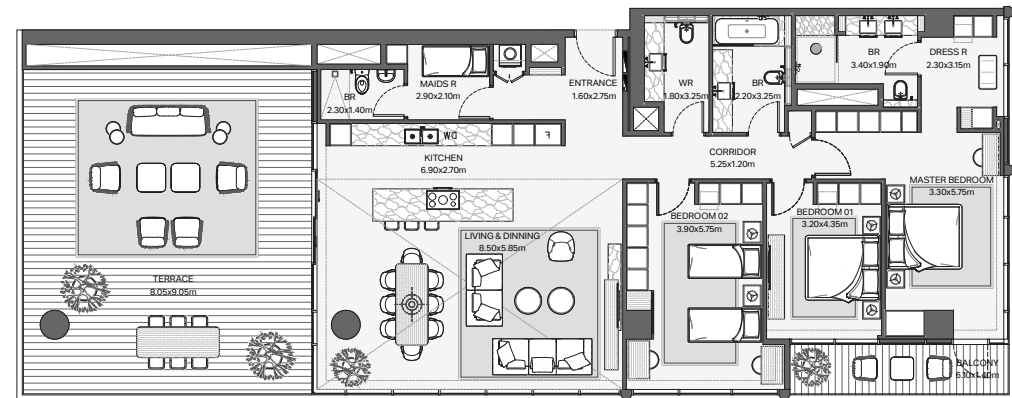 BR
2.30x1.40m
MAIDS R
2.90x2.10m
ENTRANCE
1.60x2.75m
WR
1.80x3.25m
BR
2.20x3.25m
BR
3.40x1.90m
DRESS R
2.30x3.15m
KITCHEN
6.90x2.70m
CORRIDOR
5.25x1.20m
MASTER BEDROOM
3.30x5.75m
BEDROOM 02
3.90x5.75m
BEDROOM 01
3.20x4.35m
LIVING & DINNING
8.50x5.85m
TERRACE
8.05x9.05m
BALCONY
6.10x1.40m